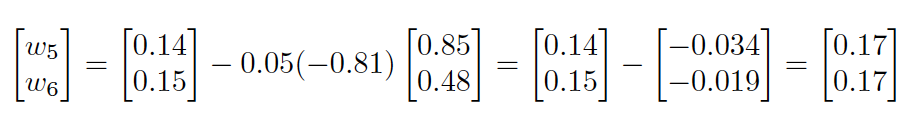 [w5 w6] = [0.14 0.15] − 0.05(−0.81) [0.85 0.48] = [0.14 0.15] − [−0.034 −0.019] = [0.17 0.17]